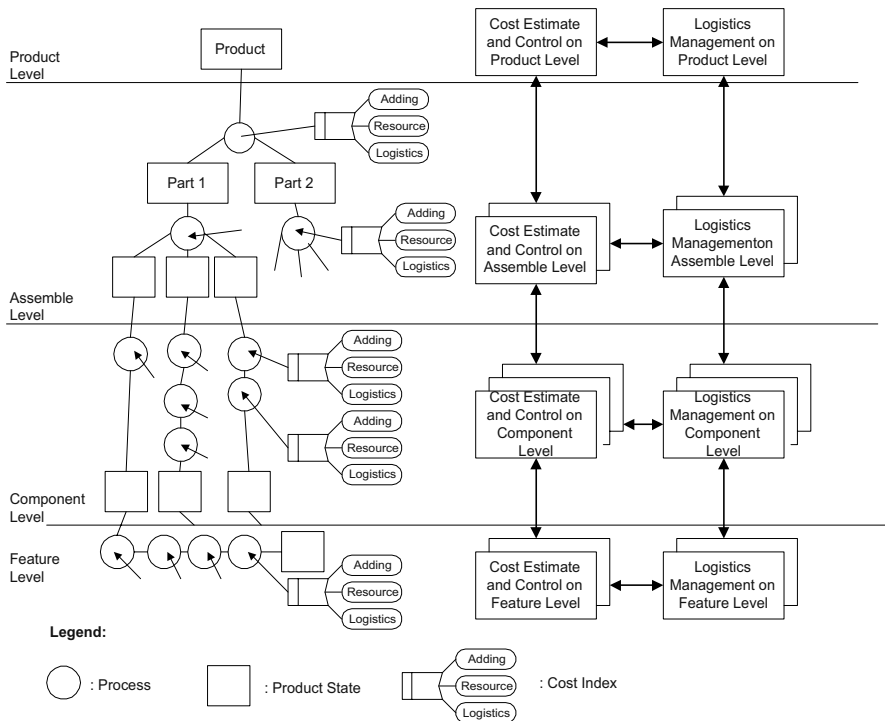 Product
Level
Product
Adding
Resource
Logistics
Part 1
Part 2
Adding
Resource
Logistics
Assemble
Level
Adding
Resource
Logistics
Adding
Resource
Logistics
Component
Level
Feature
Level
Adding
Resource
Logistics
Cost Estimate
and Control on
Product Level
Logistics
Management on
Product Level
Cost Estimate
and Control on
Assemble Level
Logistics
Managementon
Assemble Level
Cost Estimate
and Control on
Component
Level
Logistics
Management on
Component
Level
Cost Estimate
and Control on
Feature Level
Logistics
Management on
Feature Level
Legend:
: Process
: Product State
Adding
Resource
Logistics
: Cost Index